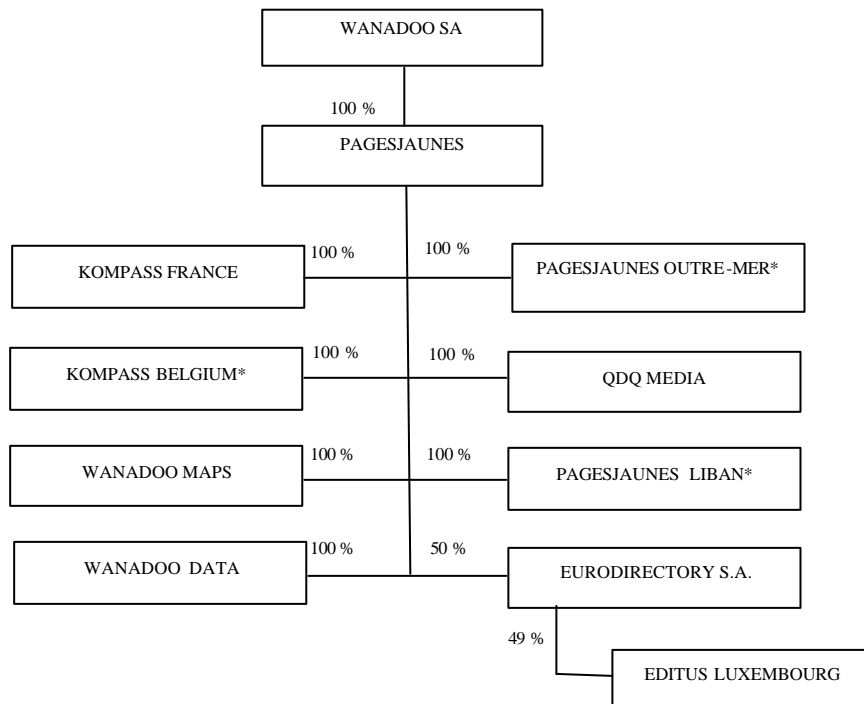 WANADOO SA
100 %
PAGESJAUNES
100 %
100 %
KOMPASS FRANCE
PAGESJAUNES OUTRE-MER*
100 %
100 %
KOMPASS BELGIUM*
QDQ MEDIA
100 %
100 %
WANADOO MAPS
PAGESJAUNES LIBAN*
100 %
50 %
WANADOO DATA
EURODIRECTORY S.A.
49 %
EDITUS LUXEMBOURG